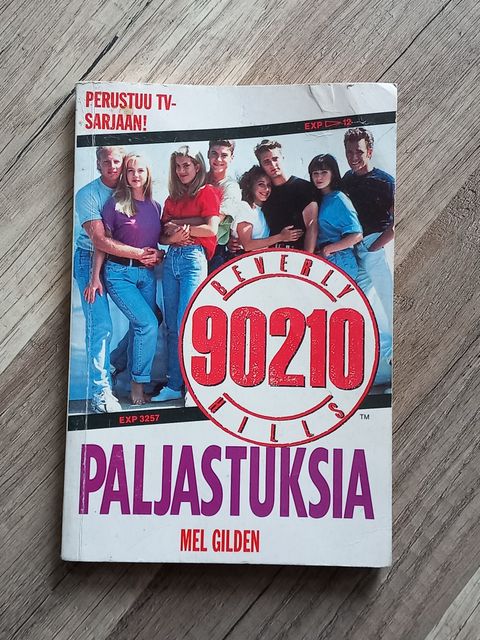 PERUSTUU TV-
SARJAAN!
EXP ▷ 12
BEVERLY
90210
HILLS
TM
EXP 3257
PALJASTUKSIA
MEL GILDEN